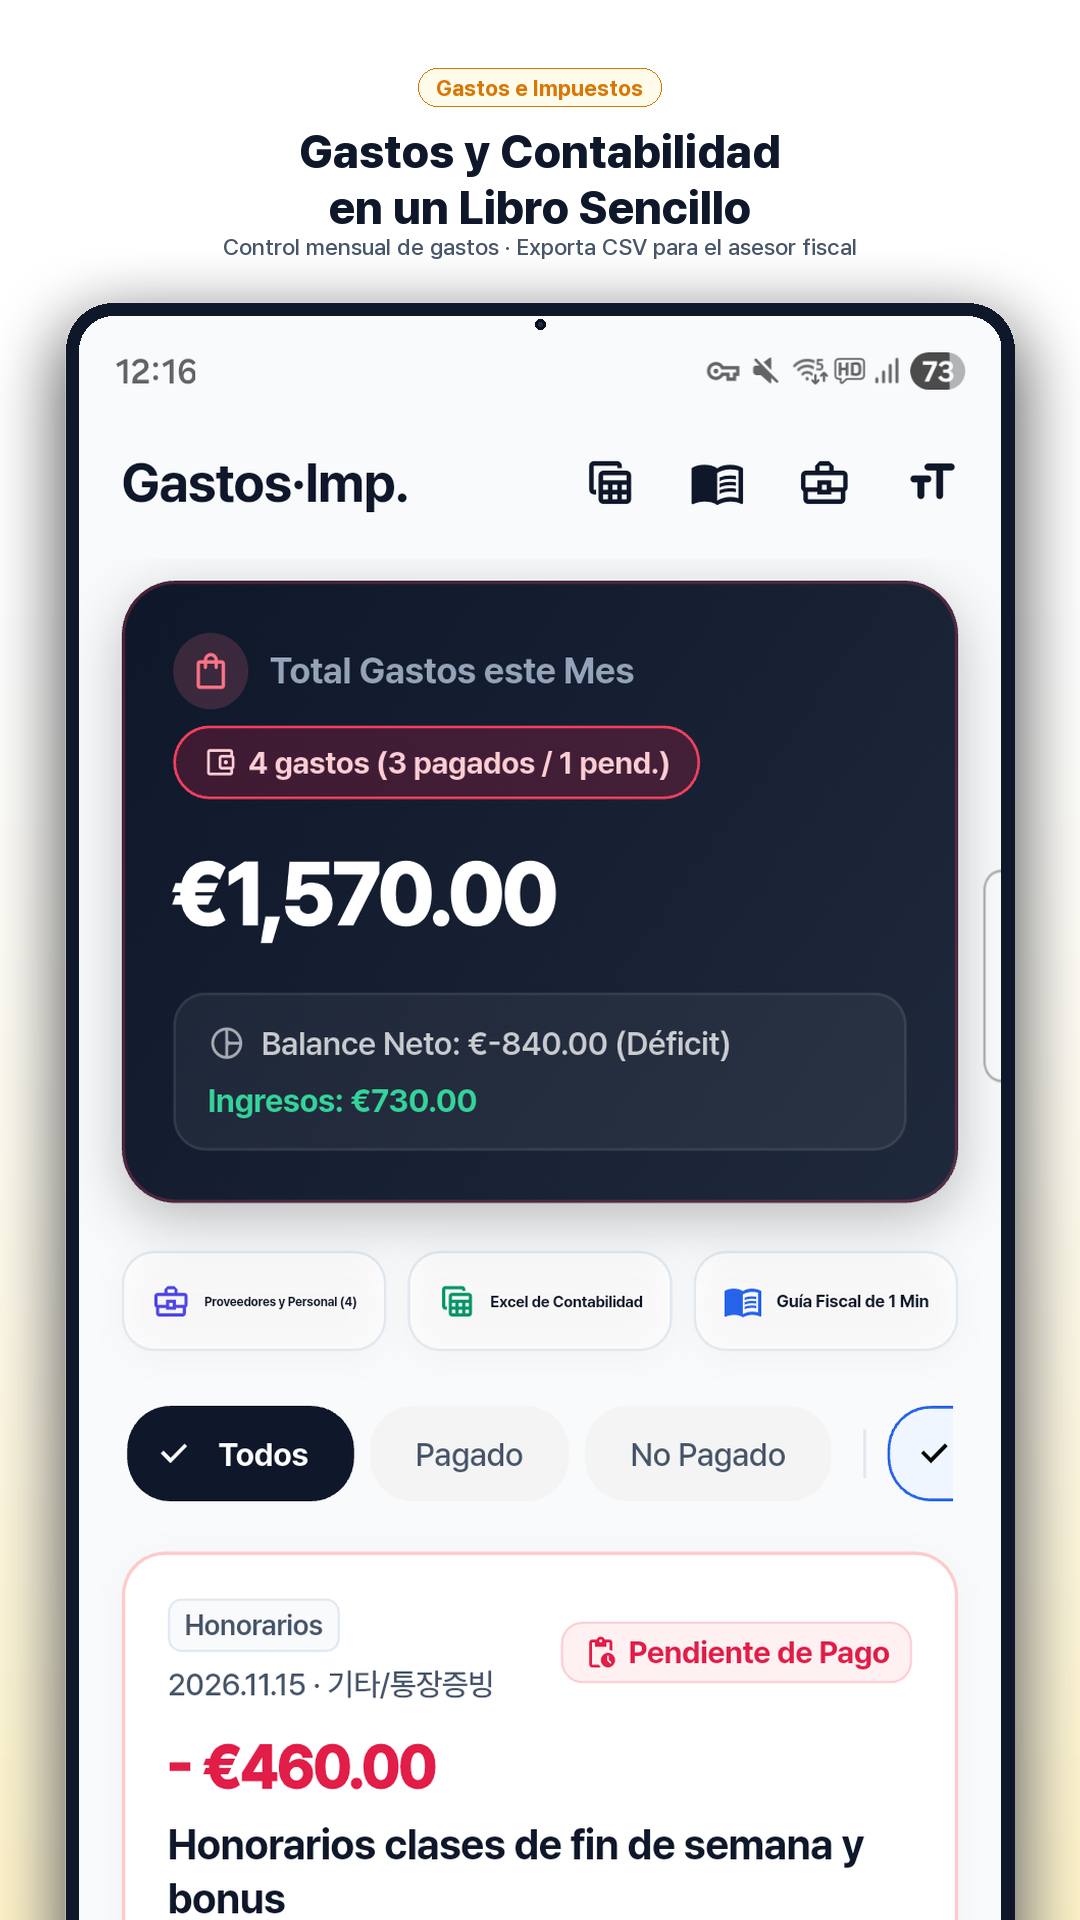 Gastos e Impuestos
Gastos y Contabilidad
en un Libro Sencillo
Control mensual de gastos · Exporta CSV para el asesor fiscal
12:16
5
HD
73
Gastos·Imp.
Total Gastos este Mes
4 gastos (3 pagados / 1 pend.)
€1,570.00
Balance Neto: €-840.00 (Déficit)
Ingresos: €730.00
Proveedores y Personal (4)
Excel de Contabilidad
Guía Fiscal de 1 Min
Todos
Pagado
No Pagado
Honorarios
Pendiente de Pago
2026.11.15 · 기타/통장증빙
- €460.00
Honorarios clases de fin de semana y
bonus